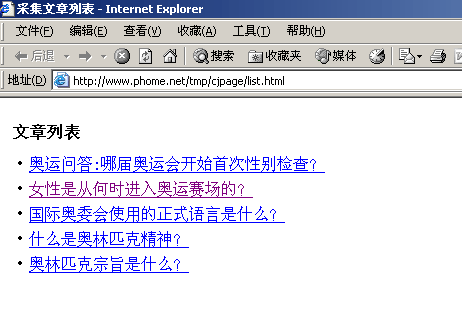 采集文章列表 - Internet Explorer
文件(F) 编辑(E) 查看(V) 收藏(A) 工具(T) 帮助(H)
后退 搜索 收藏夹 媒体
地址(D) http://www.phome.net/tmp/cjpage/list.html
文章列表
• 奥运问答:哪届奥运会开始首次性别检查?
• 女性是从何时进入奥运赛场的?
• 国际奥委会使用的正式语言是什么?
• 什么是奥林匹克精神?
• 奥林匹克宗旨是什么?